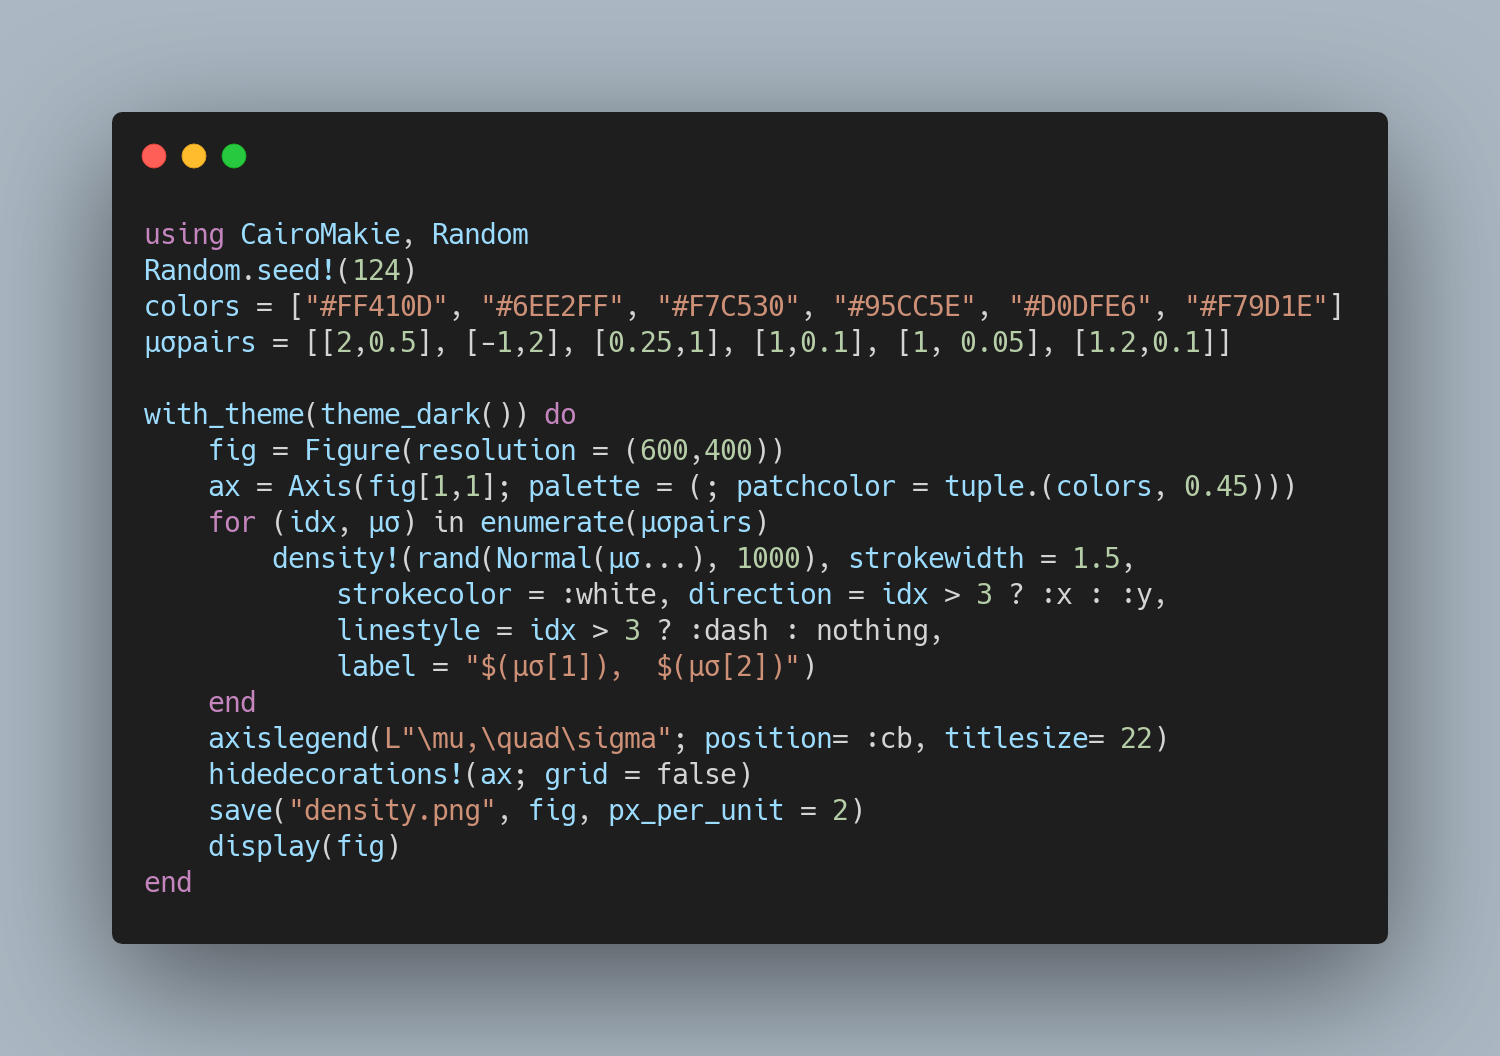 using CairoMakie, Random
Random.seed!(124)
colors = ["#FF410D", "#6EE2FF", "#F7C530", "#95CC5E", "#D0DFE6", "#F79D1E"]
μσpairs = [[2,0.5], [-1,2], [0.25,1], [1,0.1], [1, 0.05], [1.2,0.1]]

with_theme(theme_dark()) do
    fig = Figure(resolution = (600,400))
    ax = Axis(fig[1,1]; palette = (; patchcolor = tuple.(colors, 0.45)))
    for (idx, μσ) in enumerate(μσpairs)
        density!(rand(Normal(μσ...), 1000), strokewidth = 1.5,
            strokecolor = :white, direction = idx > 3 ? :x : :y,
            linestyle = idx > 3 ? :dash : nothing,
            label = "$(μσ[1]),  $(μσ[2])")
    end
    axislegend(L"\mu,\quad\sigma"; position= :cb, titlesize= 22)
    hidedecorations!(ax; grid = false)
    save("density.png", fig, px_per_unit = 2)
    display(fig)
end